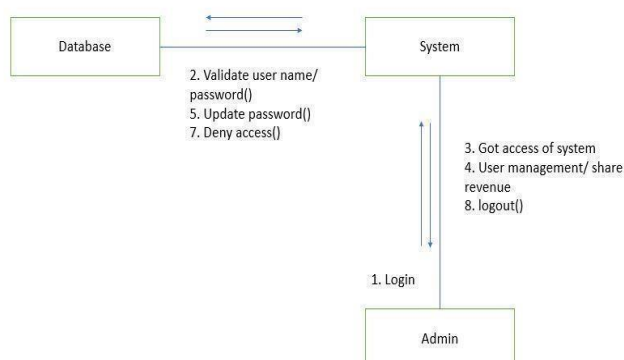 Database
System
2. Validate user name/
password()
5. Update password()
7. Deny access()
3. Got access of system
4. User management/ share
revenue
8. logout()
1. Login
Admin